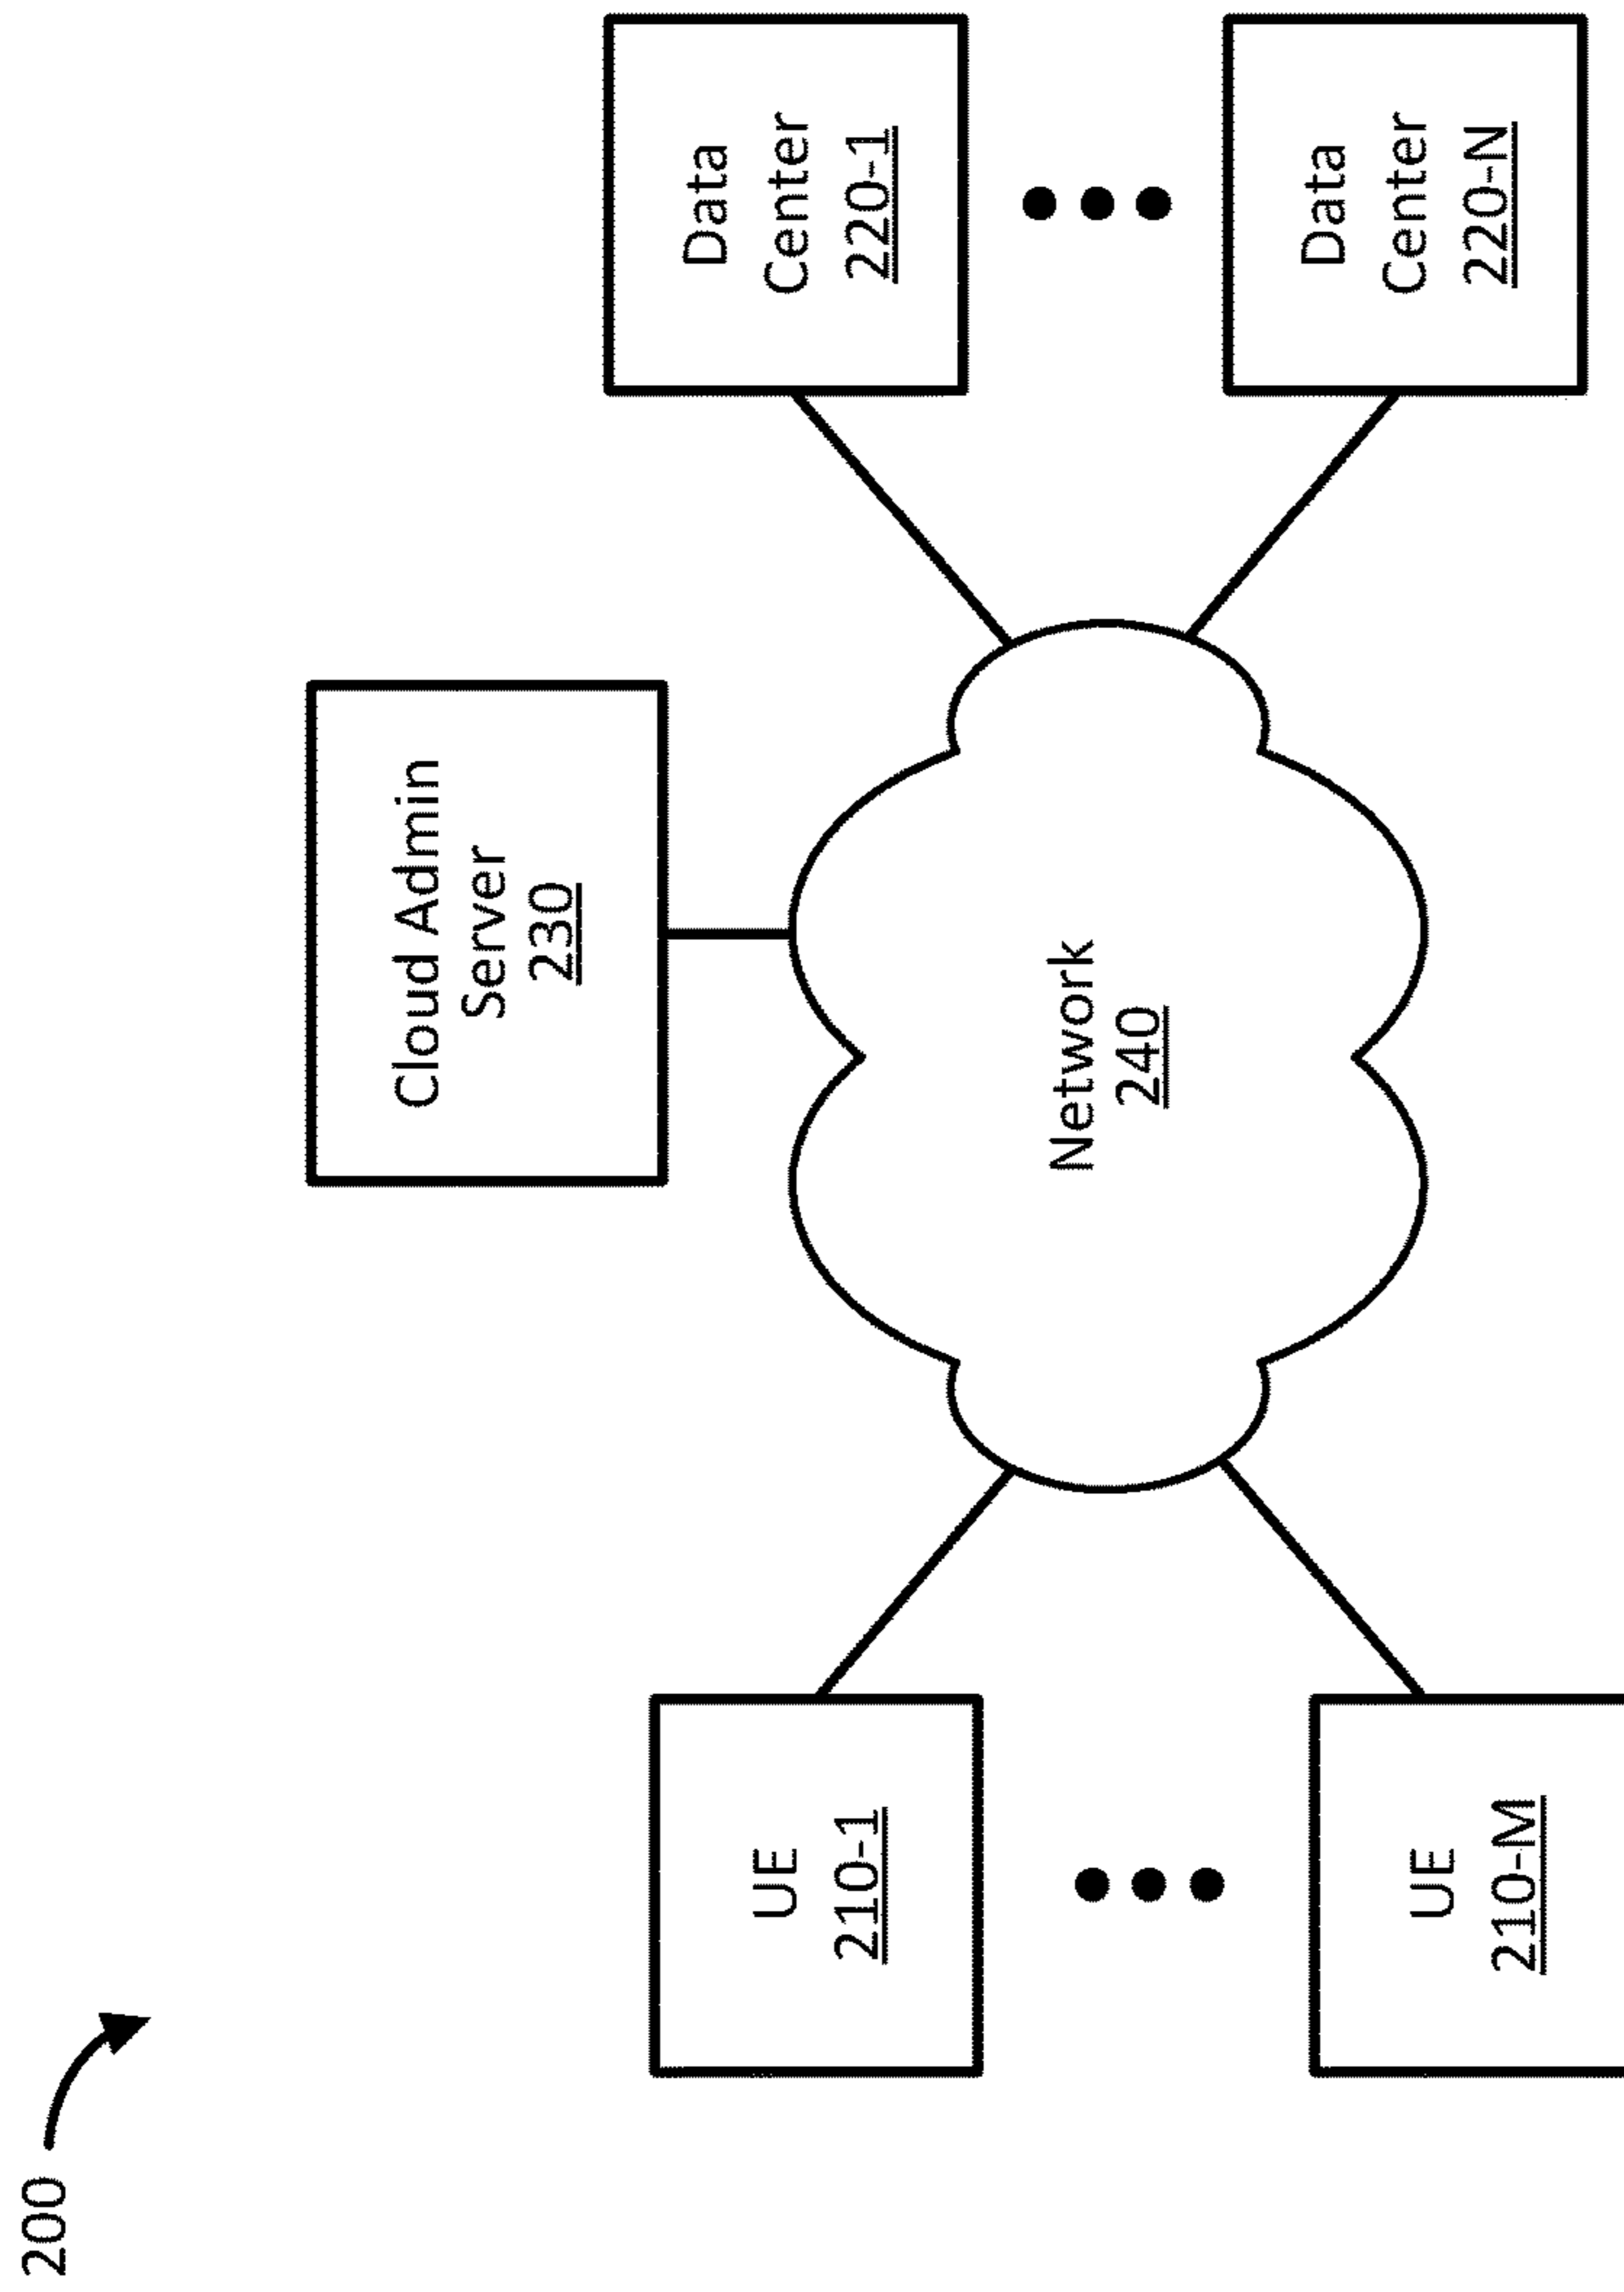 200
Cloud Admin
Server
230
UE
210-1
UE
210-M
Network
240
Data
Center
220-1
Data
Center
220-N